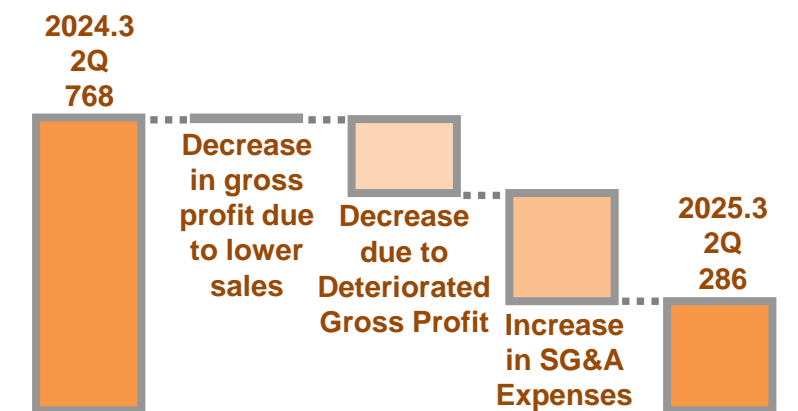 2024.3
2Q
768
Decrease
in gross
profit due
to lower
sales
Decrease
due to
Deteriorated
Gross Profit
Increase
in SG&A
Expenses
2025.3
2Q
286